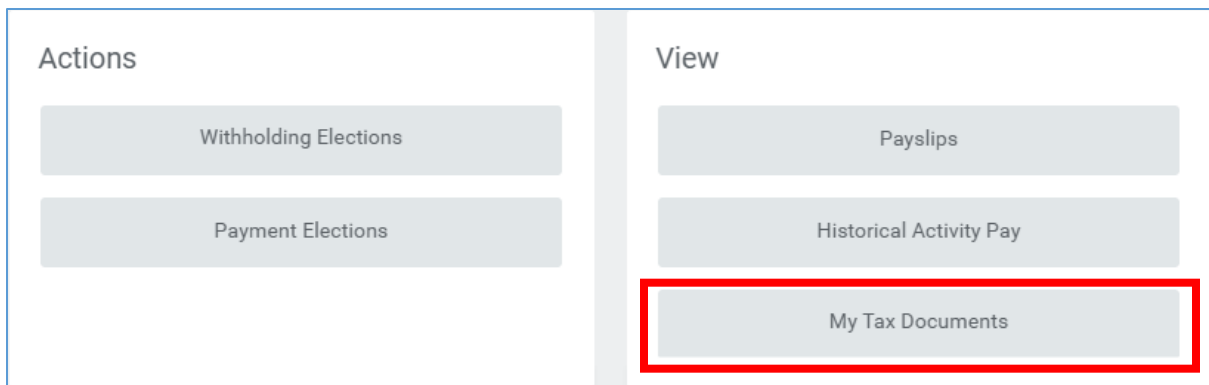 Actions
Withholding Elections
Payment Elections
View
Payslips
Historical Activity Pay
My Tax Documents